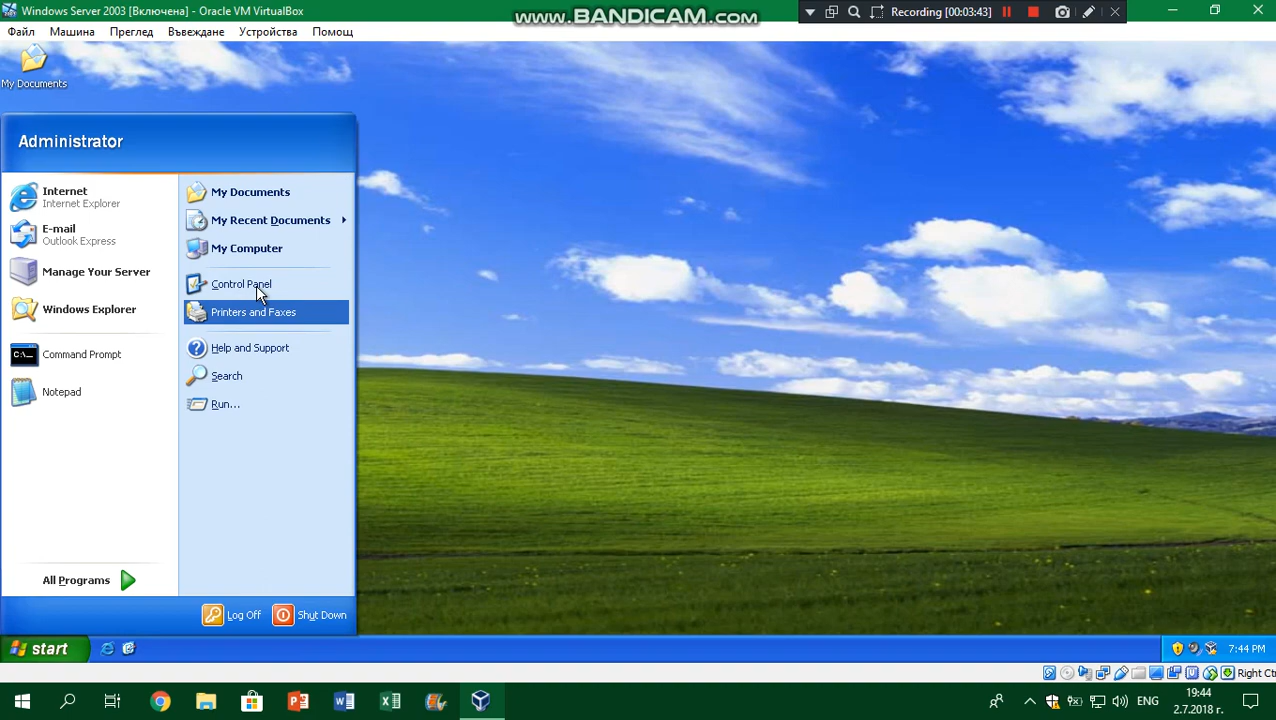 Windows Server 2003 [Включена] - Oracle VM VirtualBox
www.BANDICAM.com
Recording [00:03:43]
Файл Машина Преглед Въвеждане Устройства Помощ
My Documents
Administrator
Internet
Internet Explorer
E-mail
Outlook Express
Manage Your Server
Windows Explorer
Command Prompt
Notepad
All Programs
My Documents
My Recent Documents
My Computer
Control Panel
Printers and Faxes
Help and Support
Search
Run...
Log Off Shut Down
start
7:44 PM
Right Ct
ENG
19:44
2.7.2018 г.